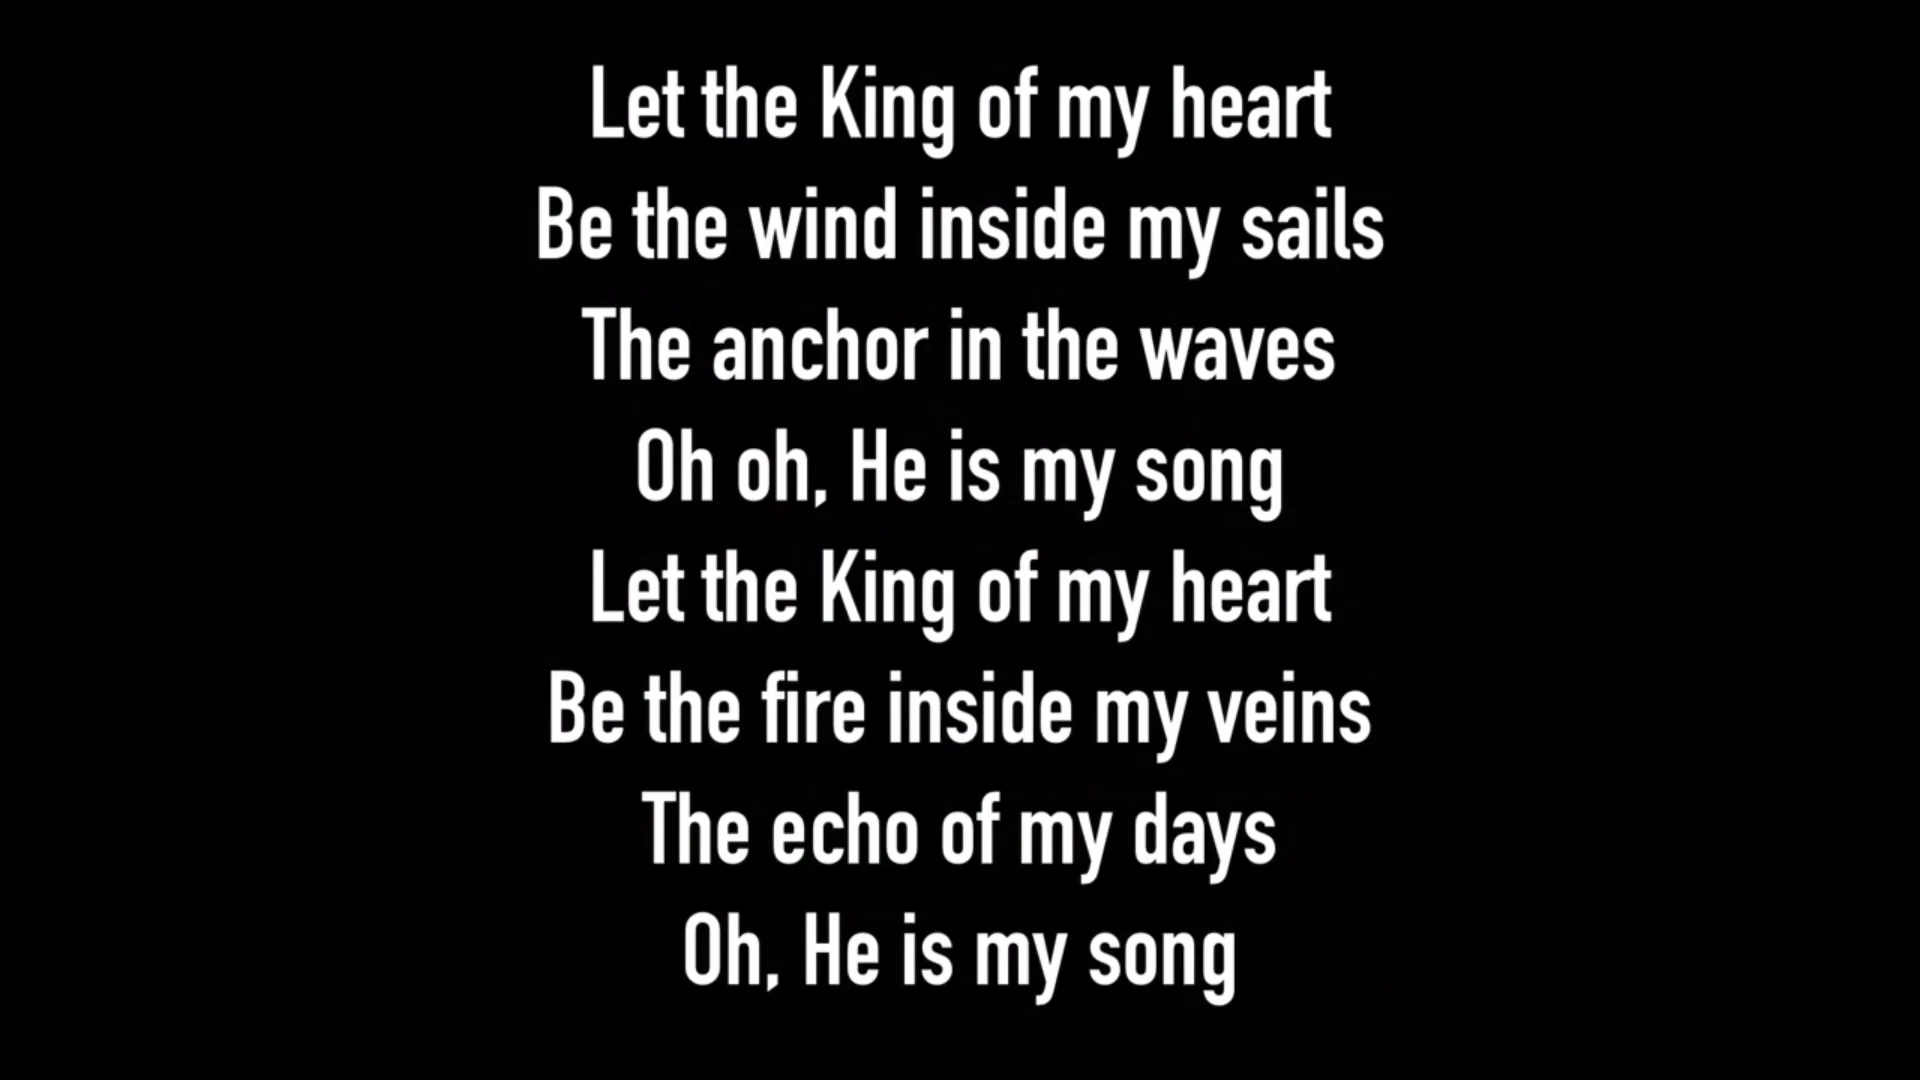 Let the King of my heart
Be the wind inside my sails
The anchor in the waves
Oh oh, He is my song
Let the King of my heart
Be the fire inside my veins
The echo of my days
Oh, He is my song